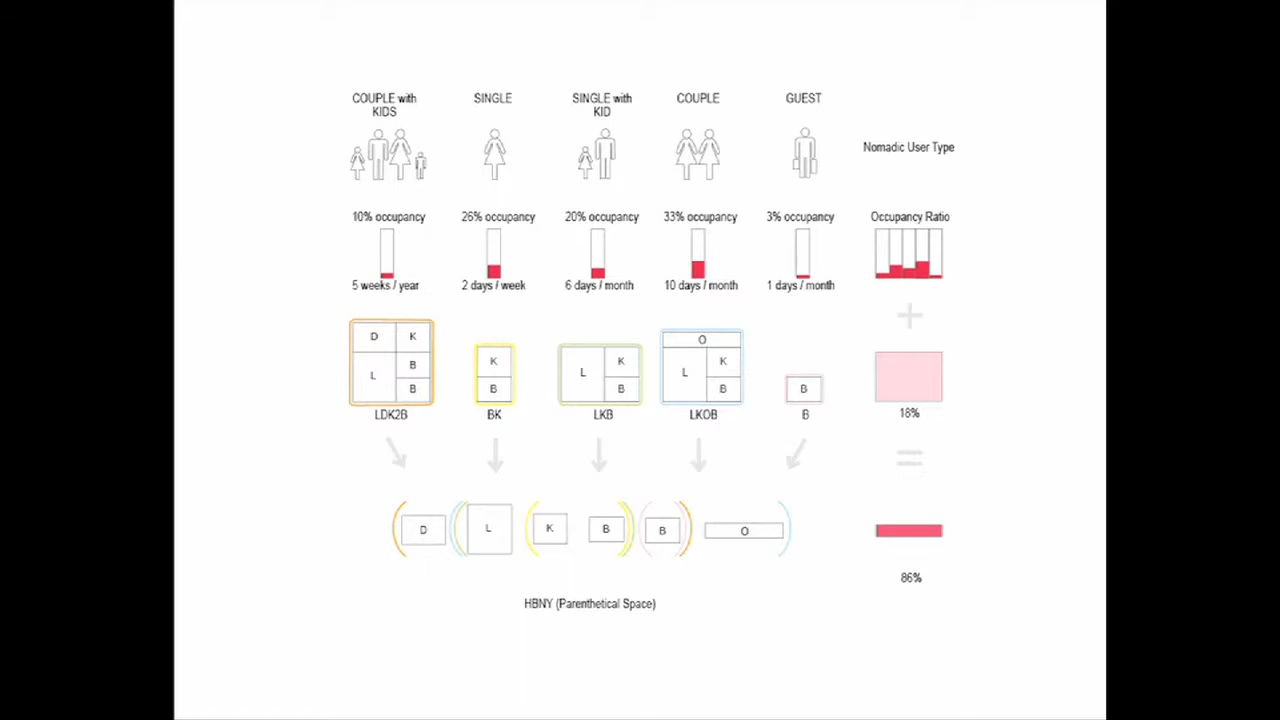 COUPLE with
KIDS
SINGLE
SINGLE with
KID
COUPLE
GUEST
Nomadic User Type
10% occupancy
26% occupancy
20% occupancy
33% occupancy
3% occupancy
Occupancy Ratio
5 weeks / year
2 days / week
6 days / month
10 days / month
1 days / month
+
D
K
L
B
B
K
B
L
K
B
O
L
K
B
B
LDK2B
BK
LKB
LKOB
B
18%
=
D
L
K
B
B
O
86%
HBNY (Parenthetical Space)